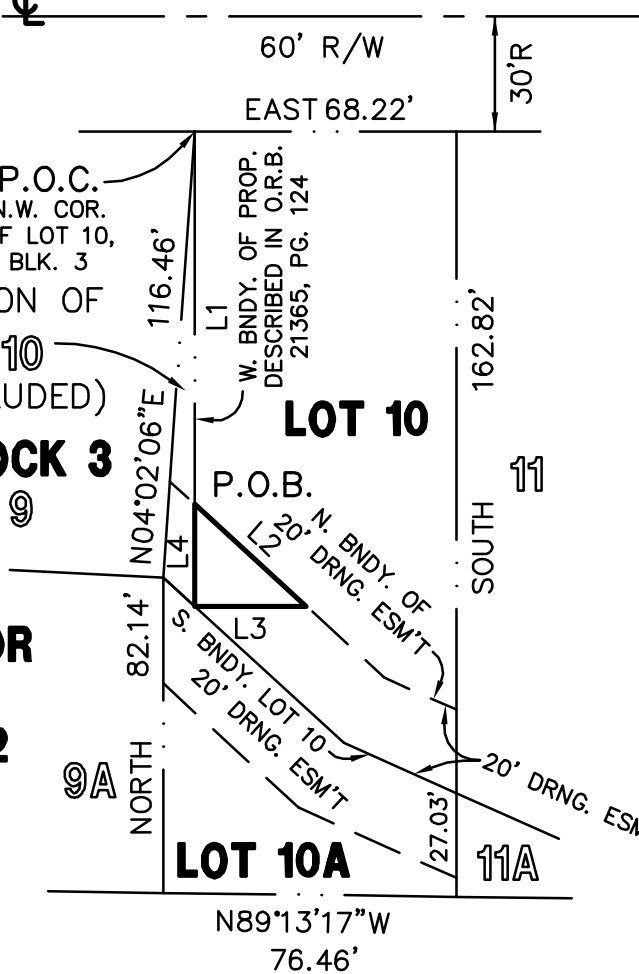 ℄
60' R/W
30'R
EAST 68.22'
P.O.C.
N.W. COR.
F LOT 10,
BLK. 3
ON OF
10
LUDED)
OCK 3
9
116.46'
L1
W. BNDY. OF PROP.
DESCRIBED IN O.R.B.
21365, PG. 124
162.82'
LOT 10
11
P.O.B.
N04°02'06"E
L4
L2
L3
N. BNDY. OF
20' DRNG. ESM'T
SOUTH
82.14'
S. BNDY. LOT 10
20' DRNG. ESM'T
OR
2
9A
NORTH
20' DRNG. ESM
27.03'
LOT 10A
11A
N89°13'17"W
76.46'